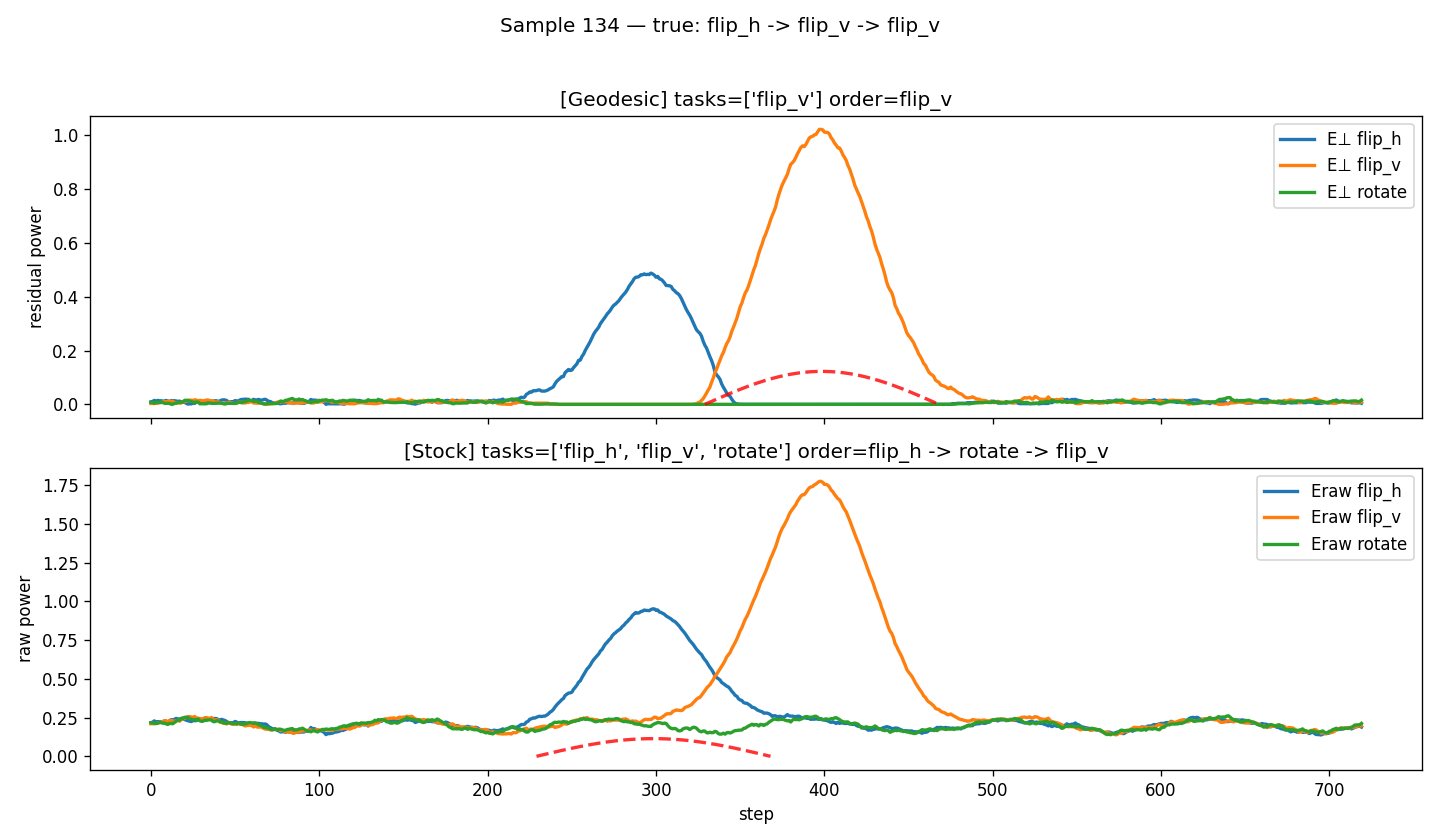 Sample 134 — true: flip_h -> flip_v -> flip_v
[Geodesic] tasks=['flip_v'] order=flip_v
1.0
0.8
0.6
0.4
0.2
0.0
residual power
E⊥ flip_h
E⊥ flip_v
E⊥ rotate
[Stock] tasks=['flip_h', 'flip_v', 'rotate'] order=flip_h -> rotate -> flip_v
1.75
1.50
1.25
1.00
0.75
0.50
0.25
0.00
raw power
Eraw flip_h
Eraw flip_v
Eraw rotate
0 100 200 300 400 500 600 700
step